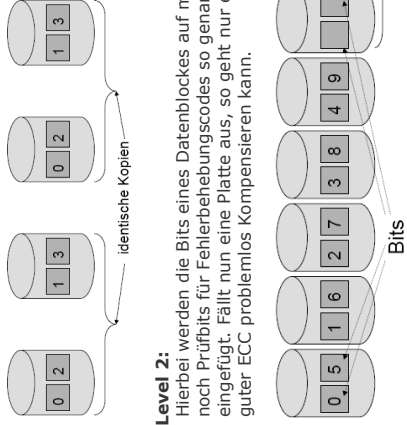 0 2 1 3 0 2 1 3
identische Kopien
Level 2:
Hierbei werden die Bits eines Datenblockes auf
noch Prüfbits für Fehlerbehebungscodes so
eingefügt. Fällt nun eine Platte aus, so geht nur
guter ECC problemlos Kompensieren kann.
0 5 1 6 2 7 3 8 4 9
Bits